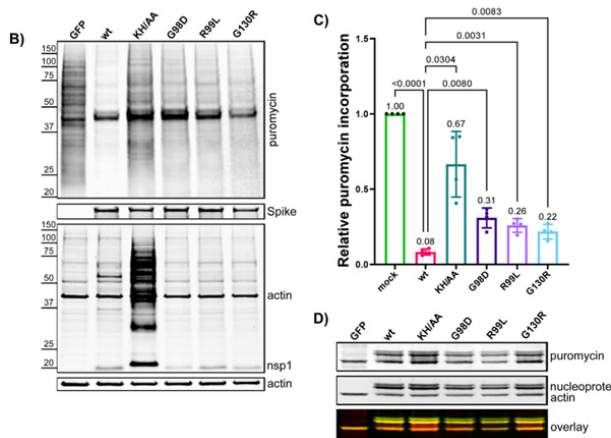 B)
GFP
wt
KH/AA
G98D
R99L
G130R
150
100
75
50
37
25
20
puromycin
Spike
150
100
75
50
37
25
20
actin
nsp1
actin
C)
Relative puromycin incorporation
1.5
1.0
0.5
0.0
0.0083
0.0031
0.0304
<0.0001
0.0080
1.00
0.08
0.67
0.31
0.26
0.22
mock
wt
KH/AA
G98D
R99L
G130R
D)
GFP
wt
KH/AA
G98D
R99L
G130R
puromycin
nucleoprote
actin
overlay